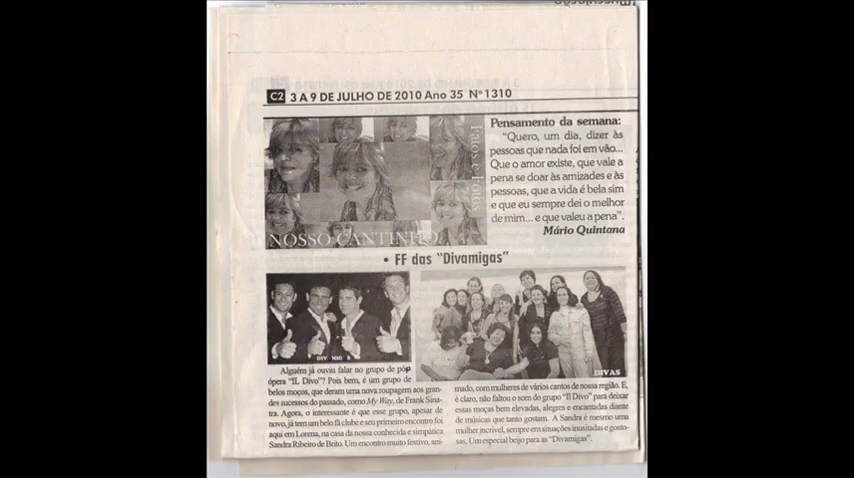 C2 3 A 9 DE JULHO DE 2010 Ano 35 Nº 1310
Fatos e Fotos
NOSSO CANTINHO
Pensamento da semana:
"Quero, um dia, dizer às
pessoas que nada foi em vão...
Que o amor existe, que vale a
pena se doar às amizades e às
pessoas, que a vida é bela sim
e que eu sempre dei o melhor
de mim... e que valeu a pena".
Mário Quintana
• FF das "Divamigas"
DIVAS
Alguém já ouviu falar no grupo de póp
ópera "IL Divo"? Pois bem, é um grupo de
belos moços, que deram uma nova roupagem aos gran-
des sucessos do passado, como My Way, de Frank Sina-
tra. Agora, o interessante é que esse grupo, apesar de
novo, já tem um belo fã clube e seu primeiro encontro foi
aqui em Lorena, na casa da nossa conhecida e simpática
Sandra Ribeiro de Brito. Um encontro muito festivo, ani-
mado, com mulheres de vários cantos de nossa região. E,
é claro, não faltou o som do grupo "Il Divo" para deixar
essas moças bem elevadas, alegres e encantadas diante
de músicas que tanto gostam. A Sandra é mesmo uma
mulher incrível, sempre em situações inusitadas e gosto-
sas. Um especial beijo para as "Divamigas".